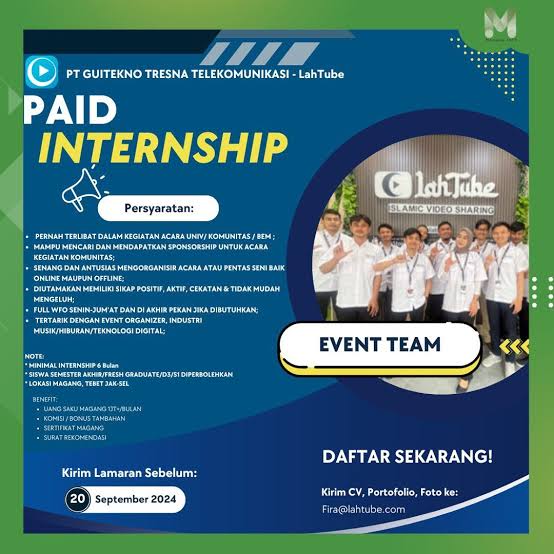 M
PT GUITEKNO TRESNA TELEKOMUNIKASI - LahTube
PAID
INTERNSHIP
Persyaratan:
• PERNAH TERLIBAT DALAM KEGIATAN ACARA UNIV/ KOMUNITAS / BEM ;
• MAMPU MENCARI DAN MENDAPATKAN SPONSORSHIP UNTUK ACARA
KEGIATAN KOMUNITAS;
• SENANG DAN ANTUSIAS MENGORGANISIR ACARA ATAU PENTAS SENI BAIK
ONLINE MAUPUN OFFLINE;
• DIUTAMAKAN MEMILIKI SIKAP POSITIF, AKTIF, CEKATAN & TIDAK MUDAH
MENGELUH;
• FULL WFO SENIN-JUM'AT DAN DI AKHIR PEKAN JIKA DIBUTUHKAN;
• TERTARIK DENGAN EVENT ORGANIZER, INDUSTRI
MUSIK/HIBURAN/TEKNOLOGI DIGITAL;
NOTE:
* MINIMAL INTERNSHIP 6 Bulan
* SISWA SEMESTER AKHIR/FRESH GRADUATE/D3/S1 DIPERBOLEHKAN
* LOKASI MAGANG, TEBET JAK-SEL
BENEFIT:
• UANG SAKU MAGANG 1JT+/BULAN
• KOMISI / BONUS TAMBAHAN
• SERTIFIKAT MAGANG
• SURAT REKOMENDASI
Kirim Lamaran Sebelum:
20 September 2024
lahTube
ISLAMIC VIDEO SHARING
EVENT TEAM
DAFTAR SEKARANG!
Kirim CV, Portofolio, Foto ke:
Fira@lahtube.com